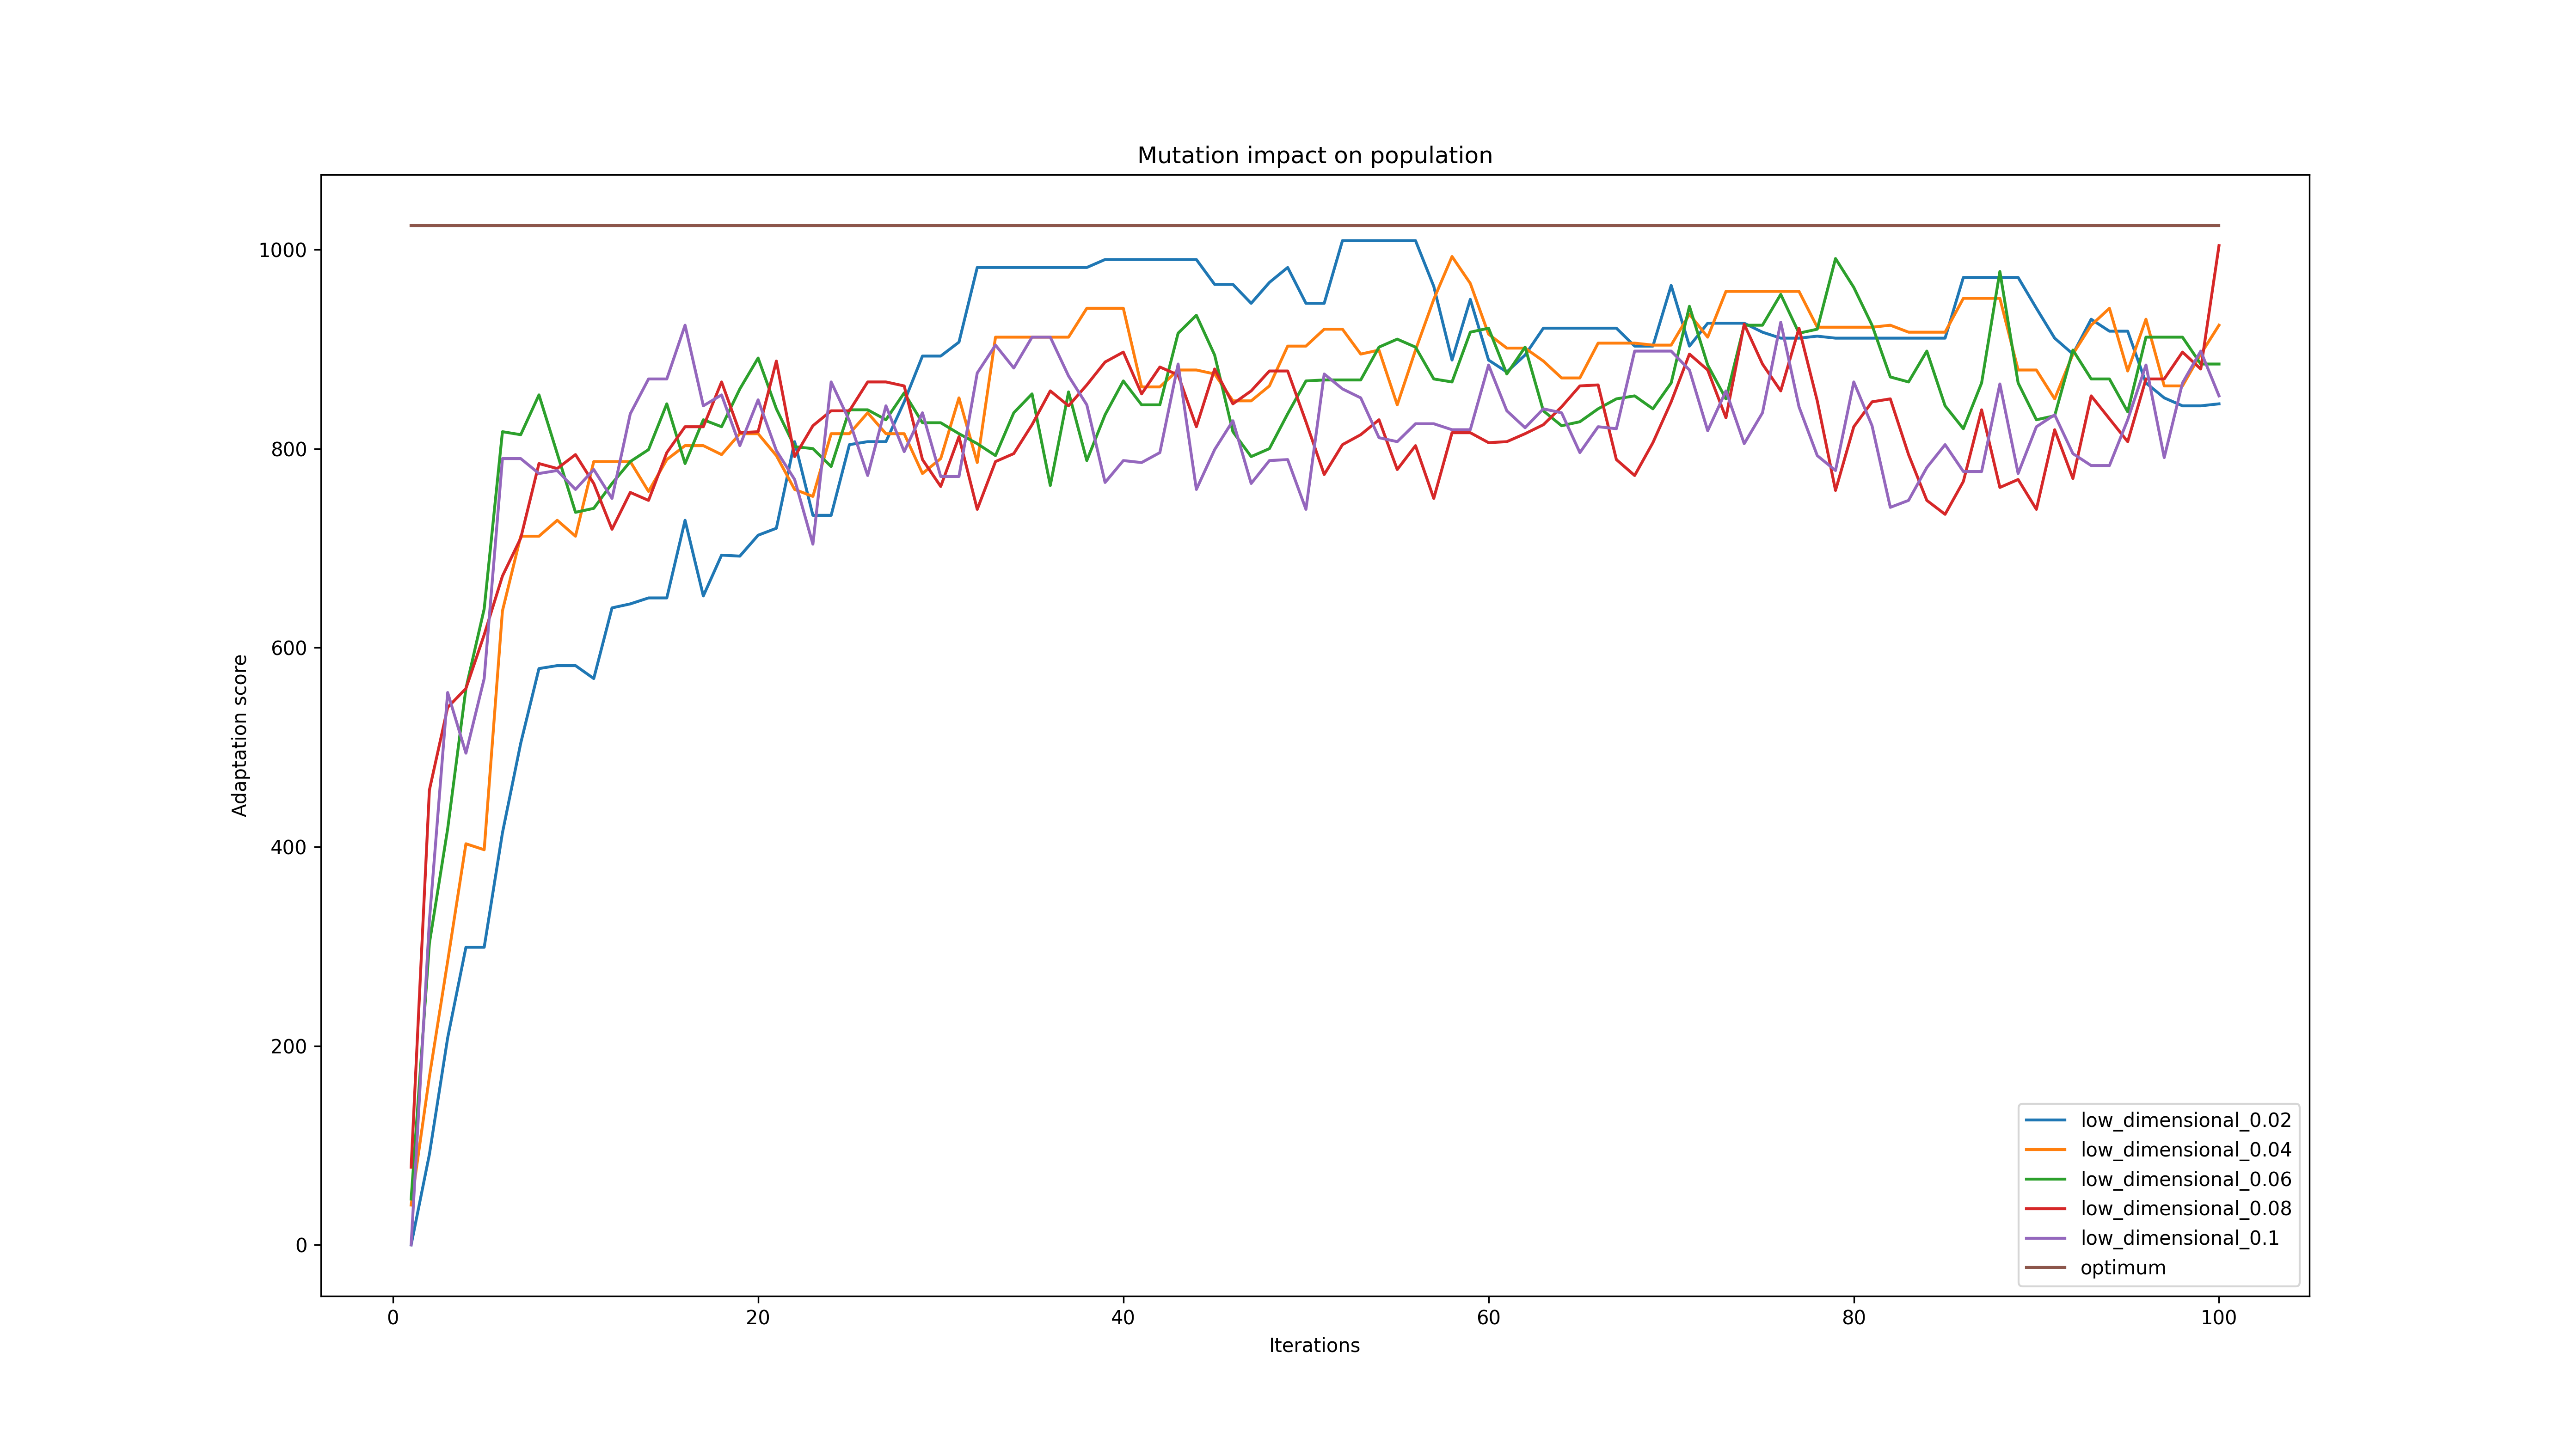 Mutation impact on population
1000
800
600
400
200
0
Adaptation score
0 20 40 60 80 100
Iterations
low_dimensional_0.02
low_dimensional_0.04
low_dimensional_0.06
low_dimensional_0.08
low_dimensional_0.1
optimum